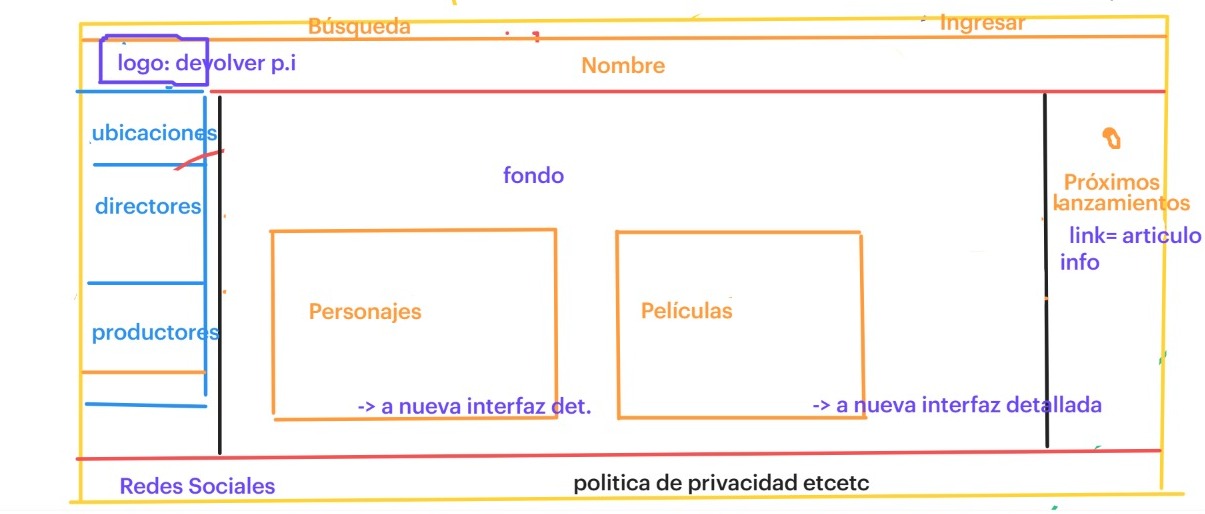 Búsqueda
Ingresar
logo: devolver p.i
Nombre
ubicaciones
directores
productores
fondo
Personajes
-> a nueva interfaz det.
Películas
-> a nueva interfaz detallada
Próximos
lanzamientos
link= articulo
info
Redes Sociales
politica de privacidad etcetc